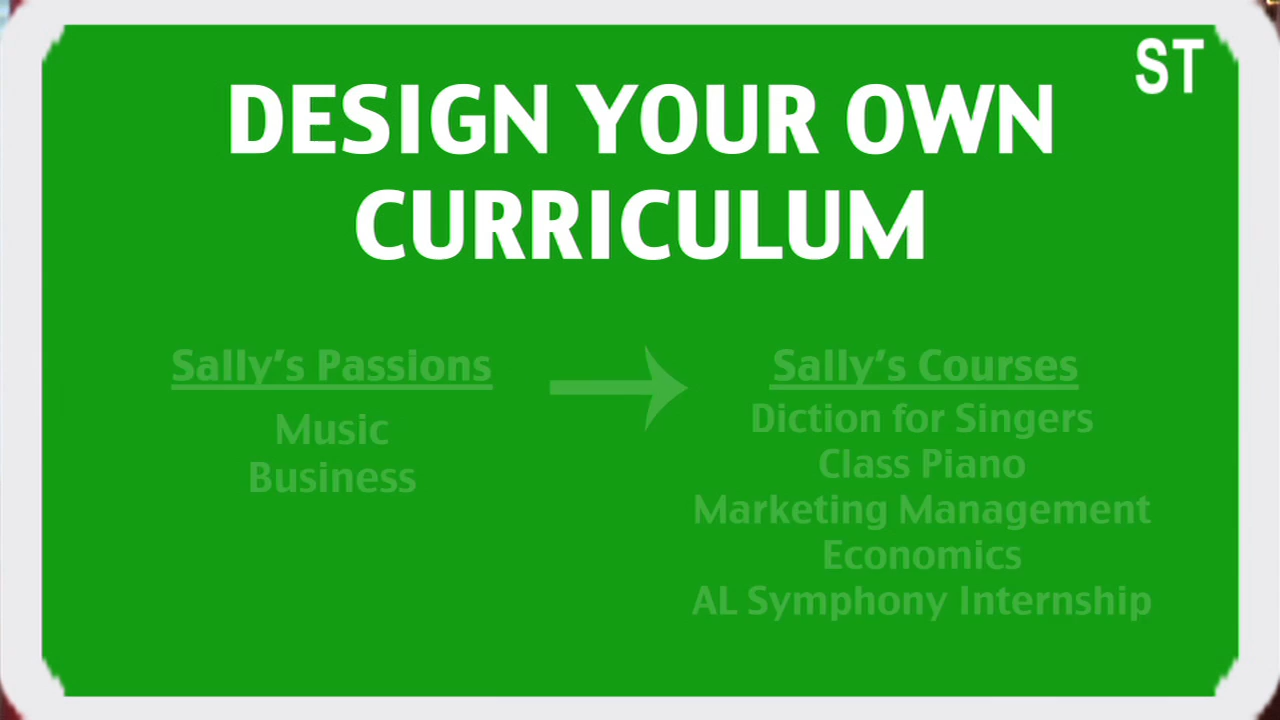 ST
DESIGN YOUR OWN
CURRICULUM
Sally's Passions
Music
Business
Sally's Courses
Diction for Singers
Class Piano
Marketing Management
Economics
AL Symphony Internship